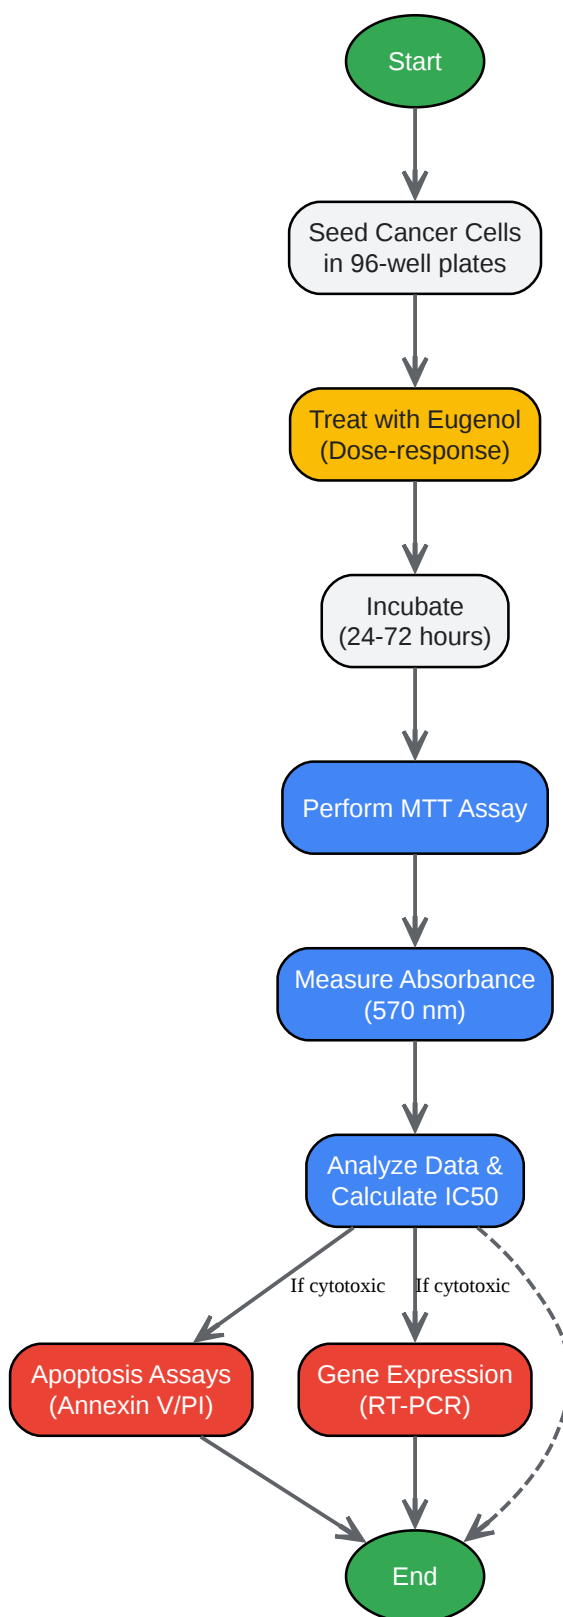 Start
Seed Cancer Cells
in 96-well plates
Treat with Eugenol
(Dose-response)
Incubate
(24-72 hours)
Perform MTT Assay
Measure Absorbance
(570 nm)
Analyze Data &
Calculate IC50
If cytotoxic
If cytotoxic
Apoptosis Assays
(Annexin V/PI)
Gene Expression
(RT-PCR)
End